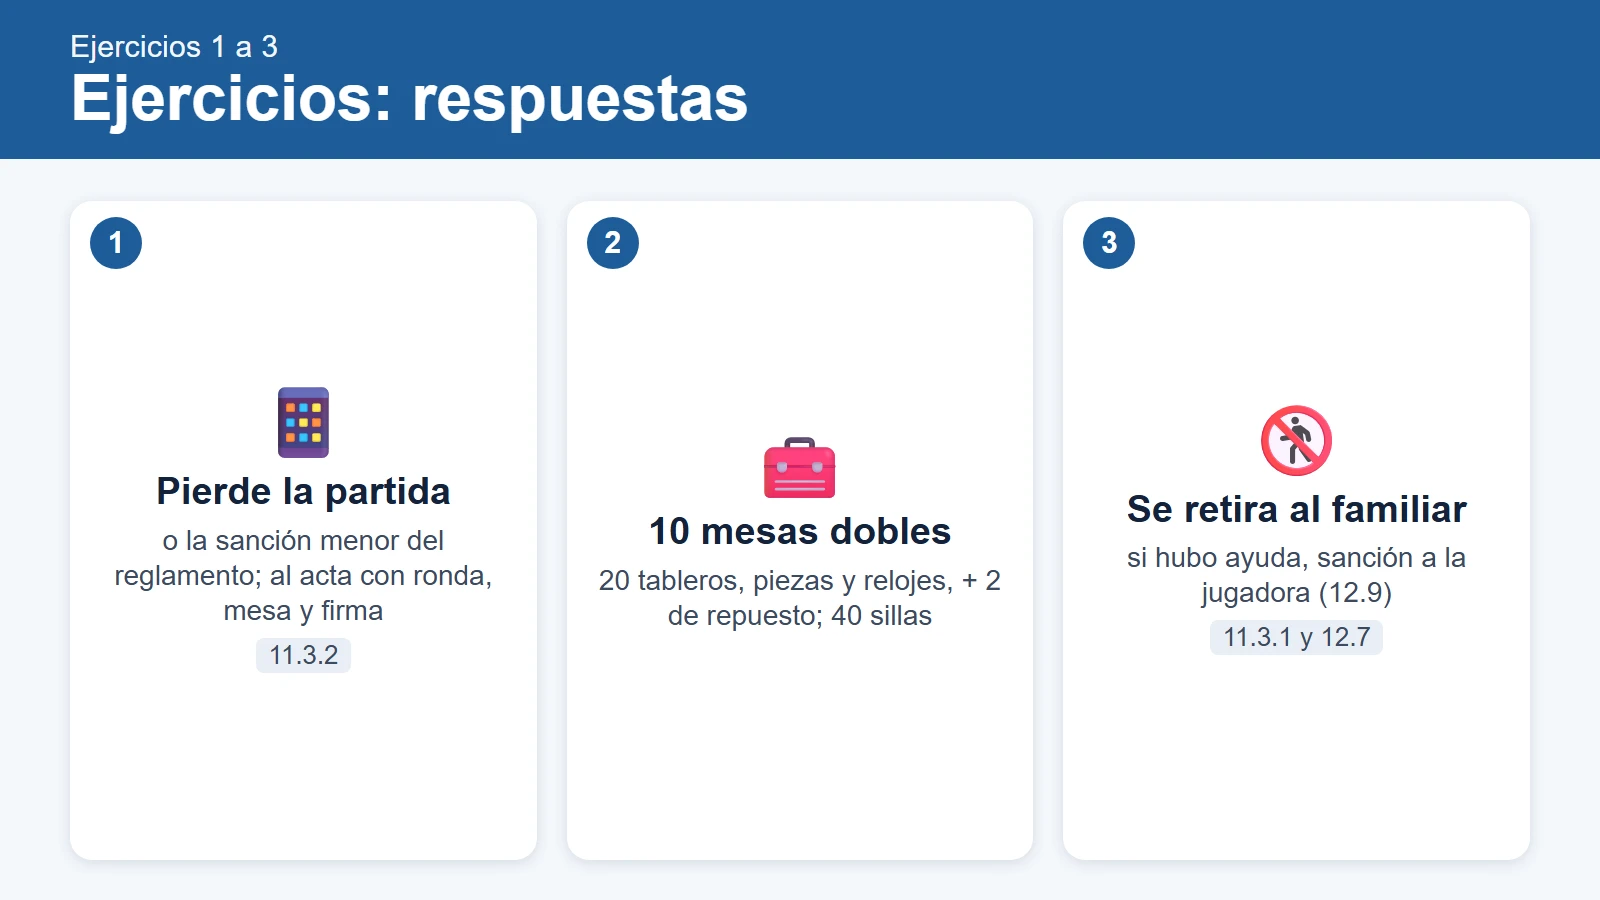 Ejercicios 1 a 3
Ejercicios: respuestas
1
Pierde la partida
o la sanción menor del
reglamento; al acta con ronda,
mesa y firma
11.3.2
2
10 mesas dobles
20 tableros, piezas y relojes, + 2
de repuesto; 40 sillas
3
Se retira al familiar
si hubo ayuda, sanción a la
jugadora (12.9)
11.3.1 y 12.7